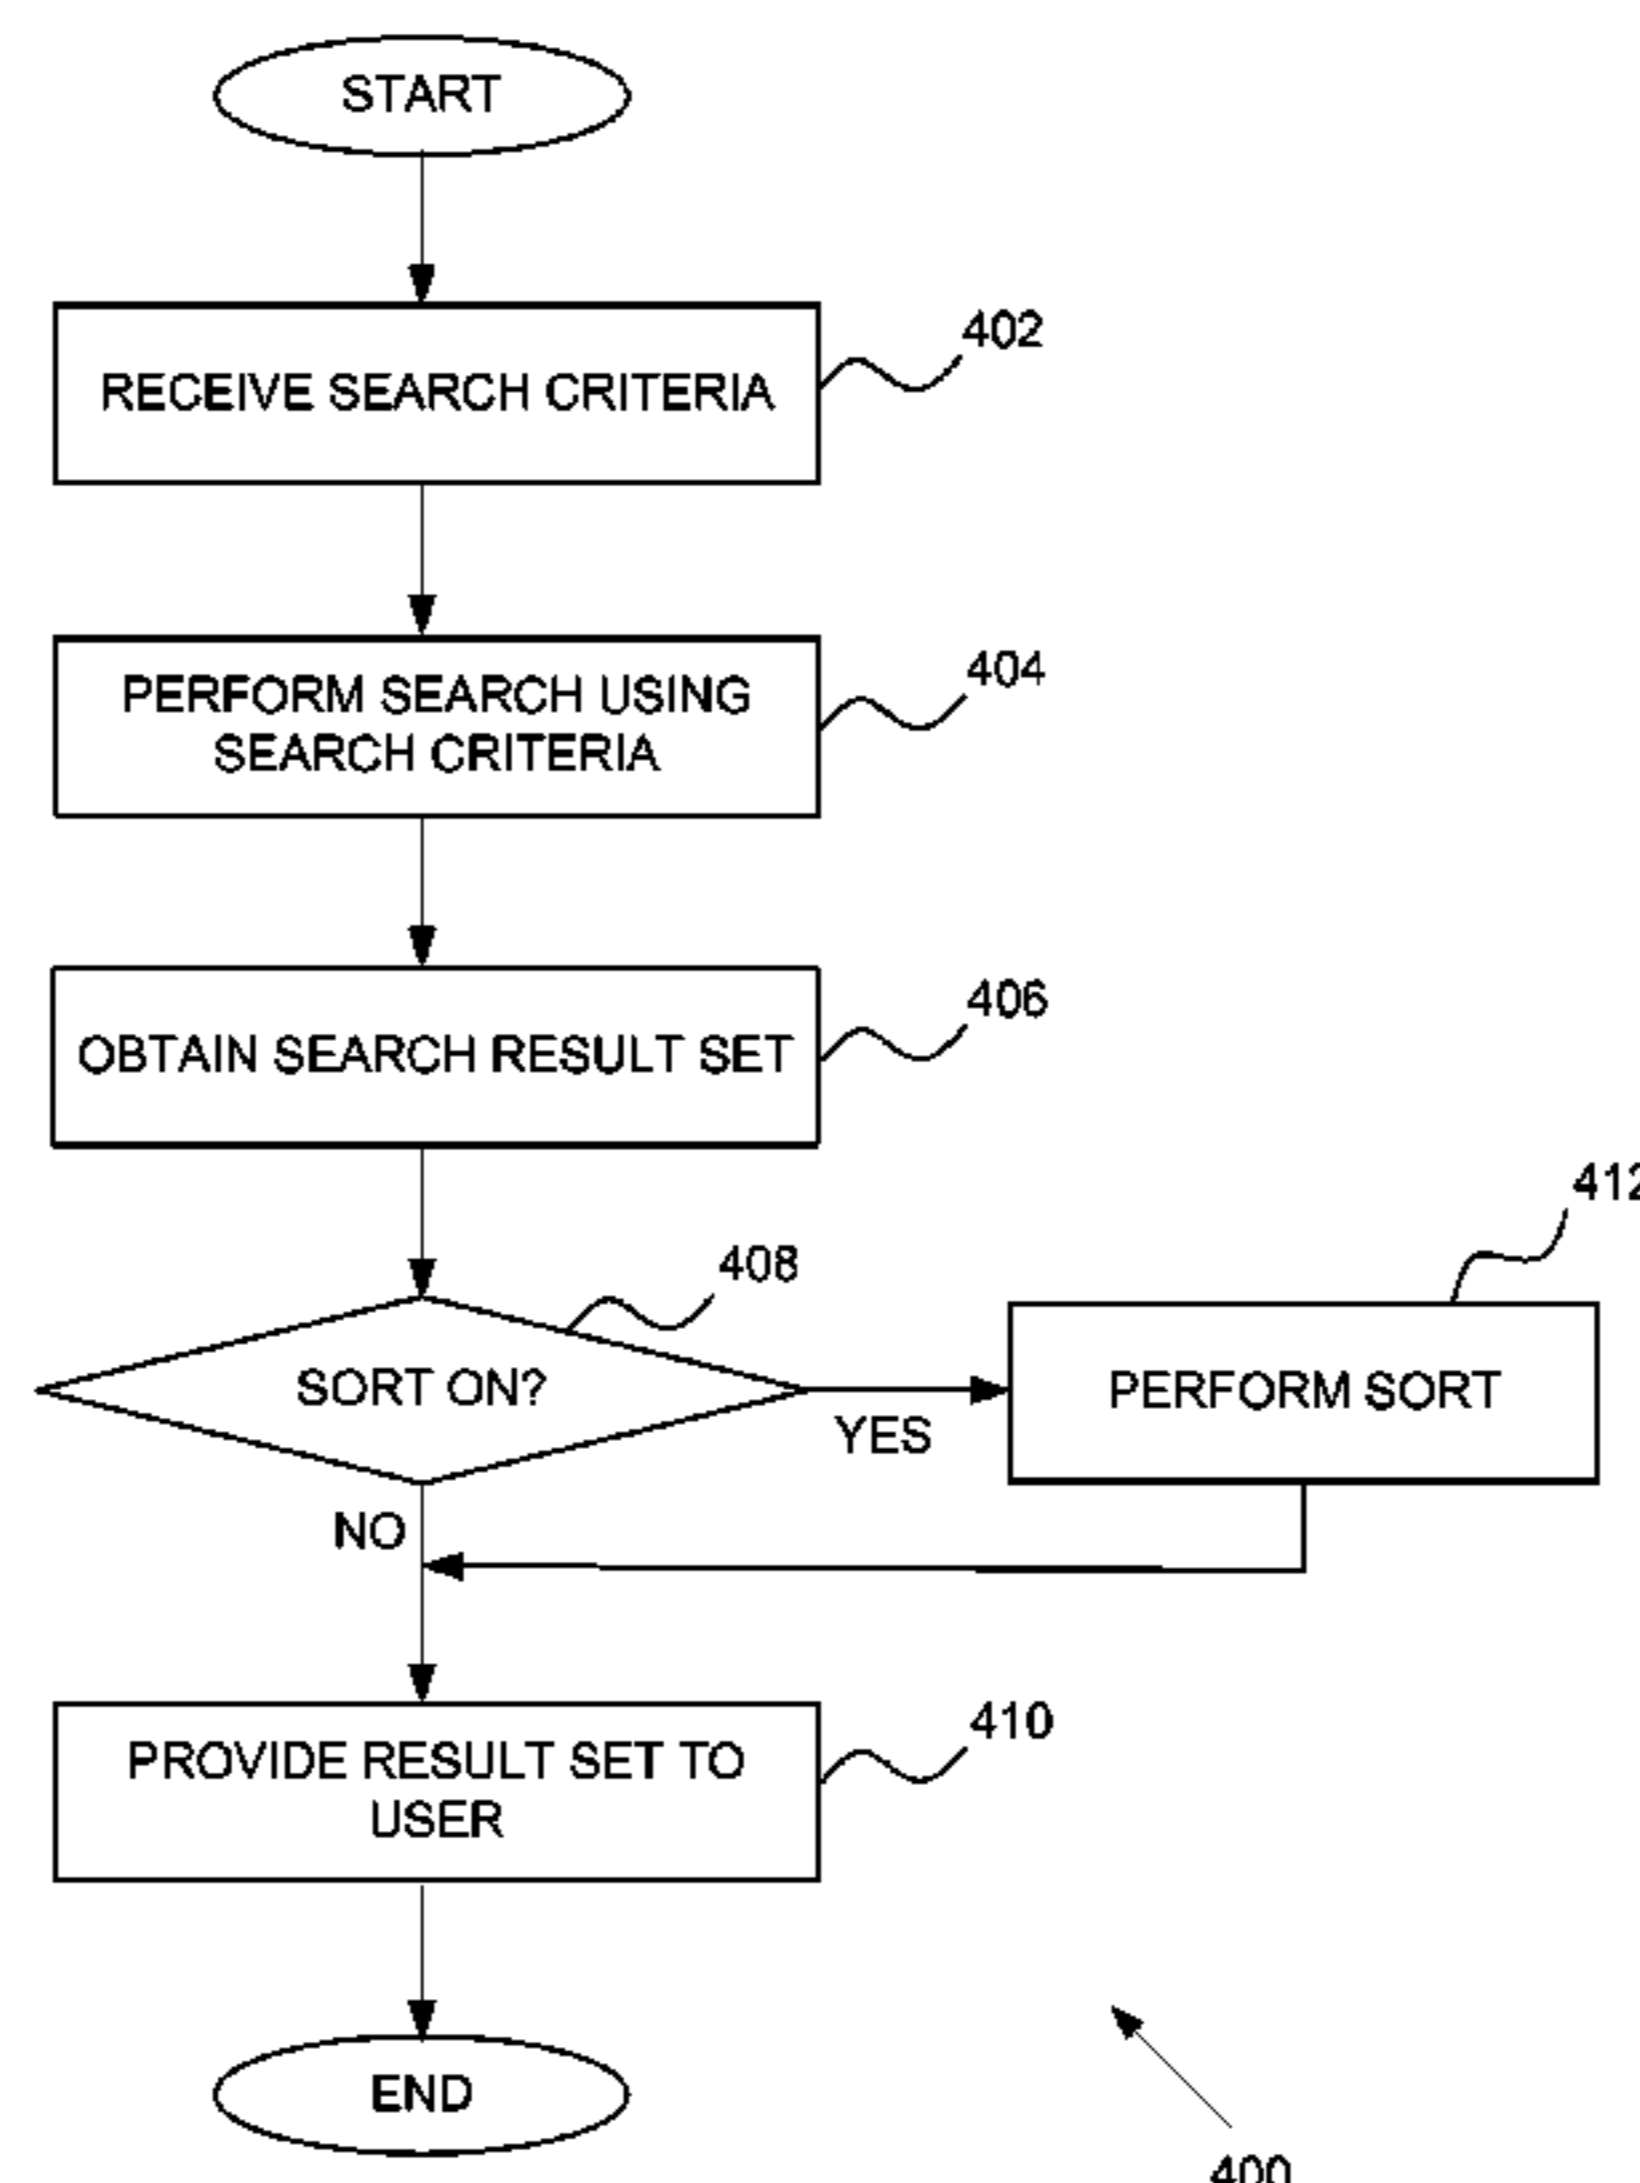 START
402
RECEIVE SEARCH CRITERIA
404
PERFORM SEARCH USING
SEARCH CRITERIA
406
OBTAIN SEARCH RESULT SET
412
408
SORT ON?
YES
PERFORM SORT
NO
410
PROVIDE RESULT SET TO
USER
END
400